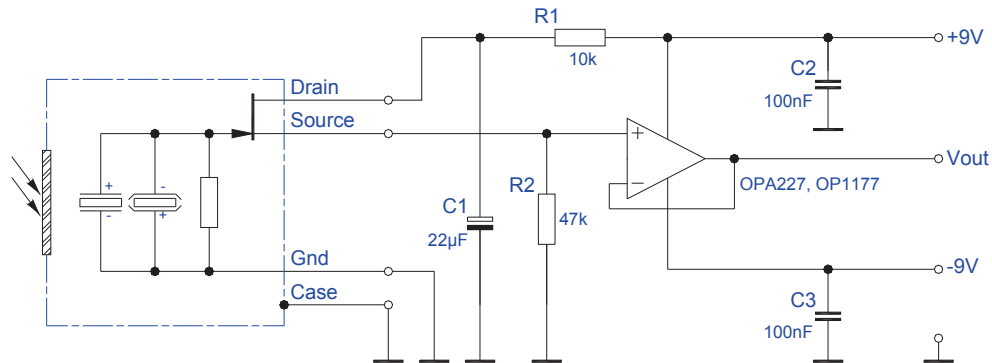 R1
10k
+9V
C2
100nF
Drain
Source
+
-
+
-
+
−
R2
47k
C1
22µF
OPA227, OP1177
Vout
Gnd
Case
-9V
C3
100nF